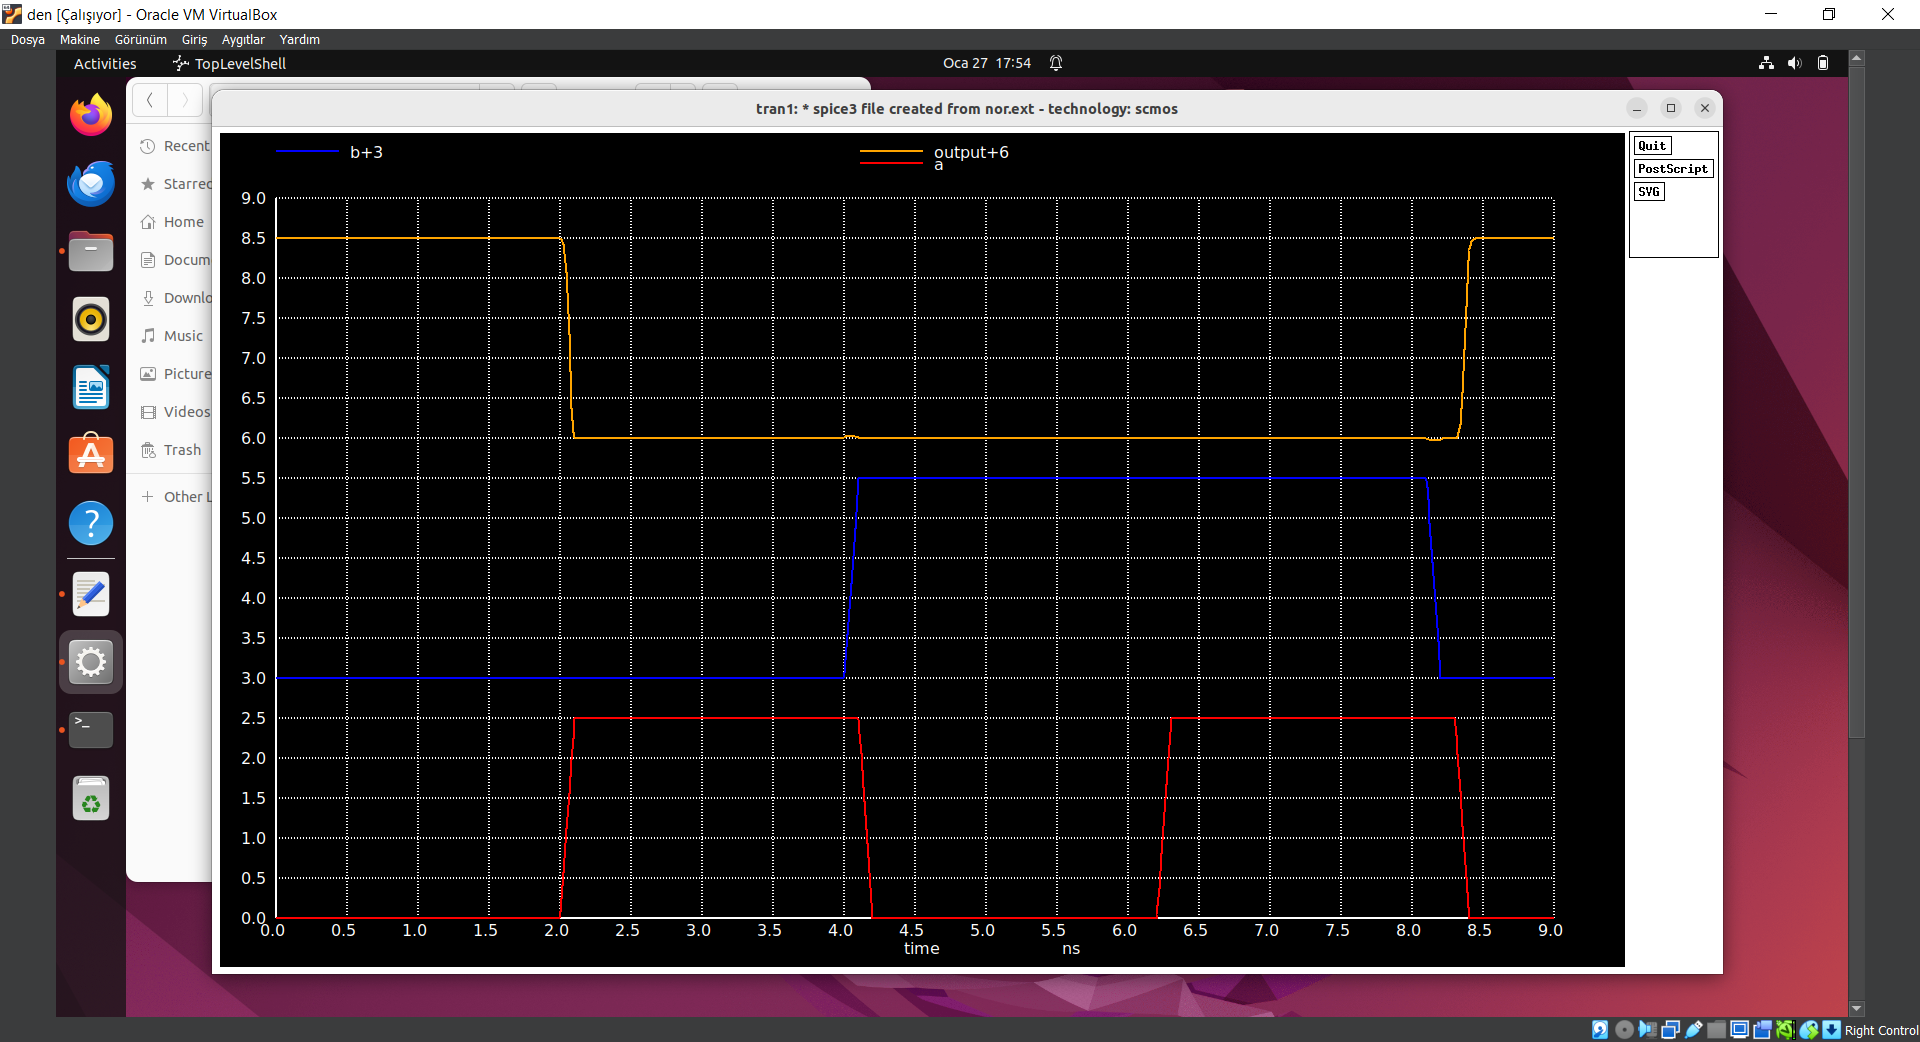 den [Çalışıyor] - Oracle VM VirtualBox
Dosya Makine Görünüm Giriş Aygıtlar Yardım
Activities TopLevelShell Oca 27 17:54
tran1: * spice3 file created from nor.ext - technology: scmos
Recent
Starred
Home
Docum
Downlo
Music
Picture
Videos
Trash
Other L
b+3
output+6
a
Quit
PostScript
SVG
9.0
8.5
8.0
7.5
7.0
6.5
6.0
5.5
5.0
4.5
4.0
3.5
3.0
2.5
2.0
1.5
1.0
0.5
0.0
0.0 0.5 1.0 1.5 2.0 2.5 3.0 3.5 4.0 4.5 5.0 5.5 6.0 6.5 7.0 7.5 8.0 8.5 9.0
time ns
Right Control